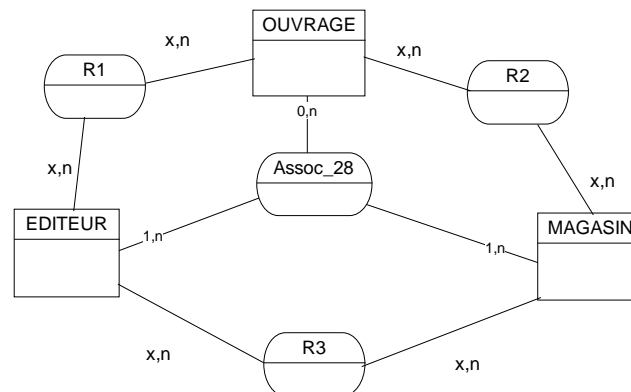 OUVRAGE
x,n
x,n
R1
R2
0,n
x,n
Assoc_28
x,n
EDITEUR
MAGASIN
1,n
1,n
R3
x,n
x,n